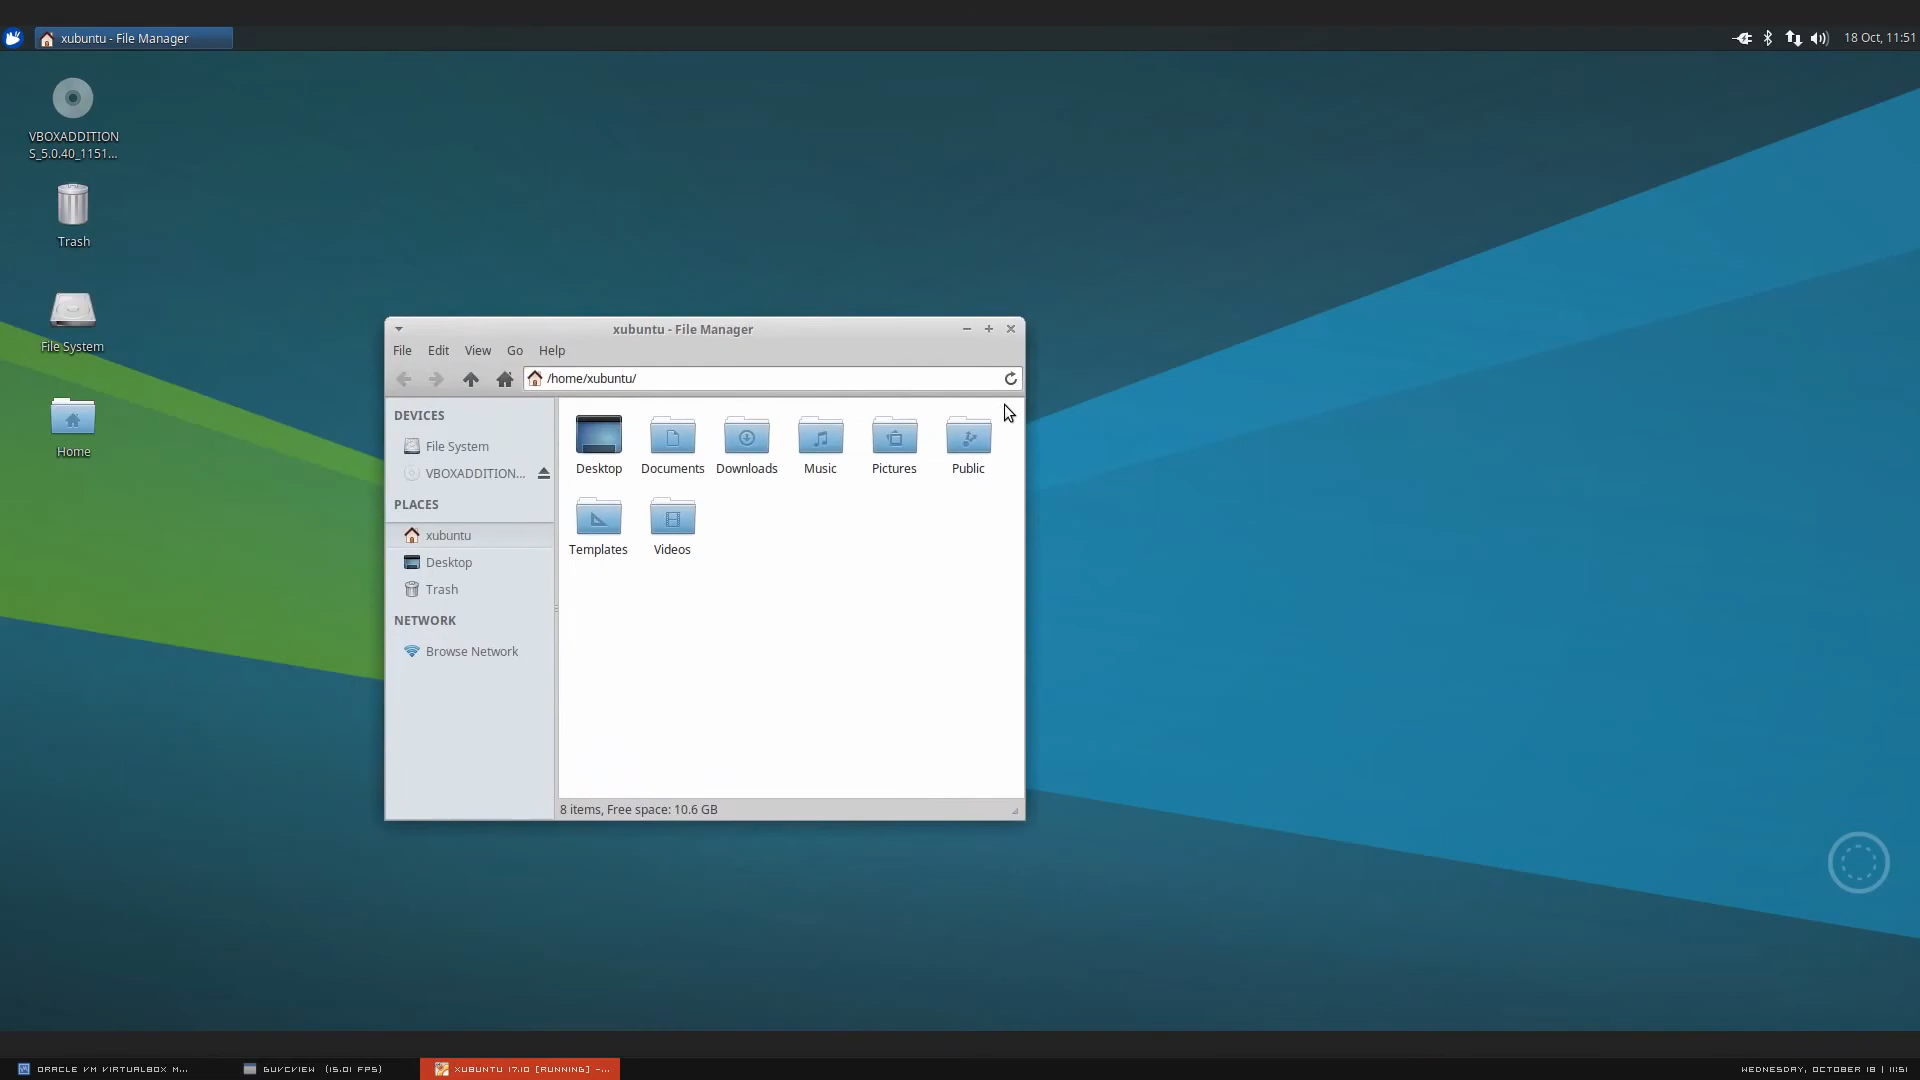 xubuntu - File Manager
18 Oct, 11:51
VBOXADDITION
S_5.0.40_1151...
Trash
File System
Home
xubuntu - File Manager
File Edit View Go Help
/home/xubuntu/
DEVICES
File System
VBOXADDITION...
PLACES
xubuntu
Desktop
Trash
NETWORK
Browse Network
Desktop Documents Downloads Music Pictures Public
Templates Videos
8 items, Free space: 10.6 GB
ORACLE VM VIRTUALBOX M...
GUVCVIEW (15.01 FPS)
XUBUNTU 17.10 [RUNNING] -...
WEDNESDAY, OCTOBER 18 | 11:51